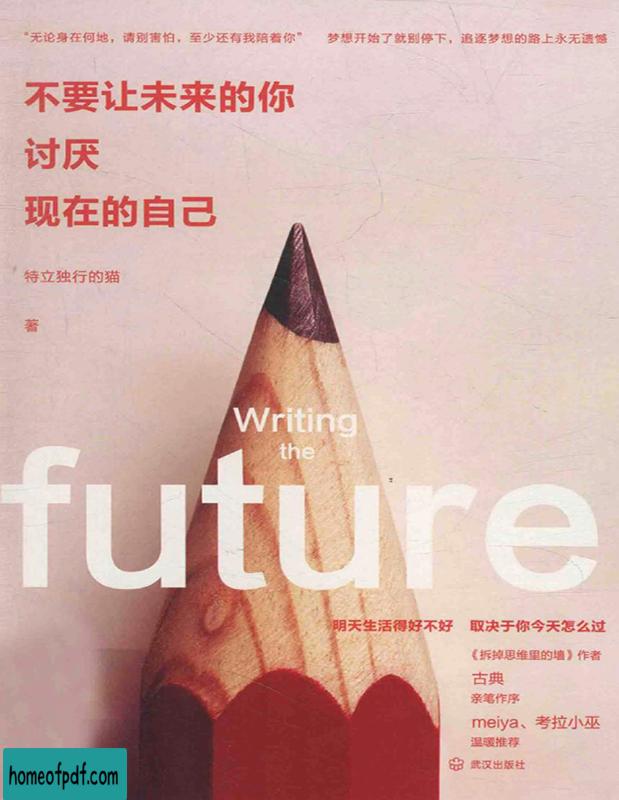 “无论身在何地，请别害怕，至少还有我陪着你” 梦想开始了就别停下，追逐梦想的路上永无遗憾
不要让未来的你
讨厌
现在的自己
特立独行的猫
著
Writing
the
future
明天生活得好不好 取决于你今天怎么过
《拆掉思维里的墙》作者
古典
亲笔作序
meiya、考拉小巫
温暖推荐
武汉出版社
homeofpdf.com